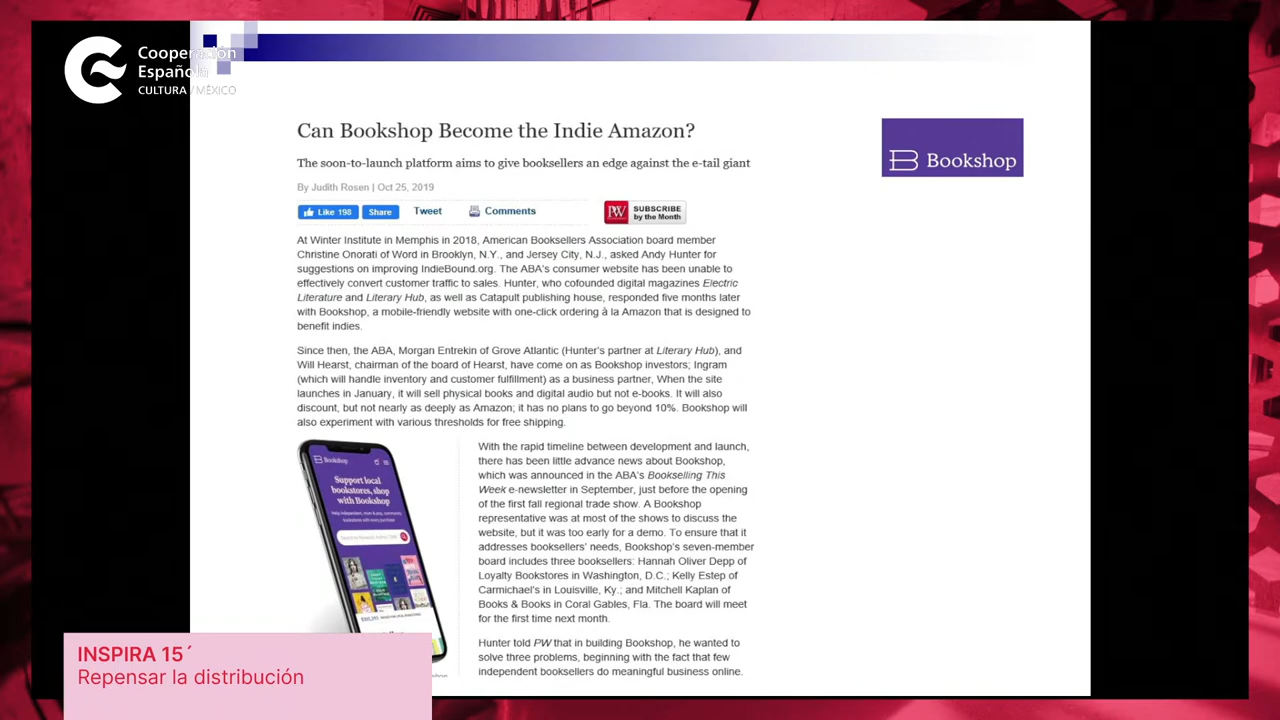 Cooperación
Española
CULTURA / MÉXICO
Can Bookshop Become the Indie Amazon?
The soon-to-launch platform aims to give booksellers an edge against the e-tail giant
By Judith Rosen | Oct 25, 2019
Like 198 Share Tweet Comments
PW SUBSCRIBE
by the Month
Bookshop
At Winter Institute in Memphis in 2018, American Booksellers Association board member
Christine Onorati of Word in Brooklyn, N.Y., and Jersey City, N.J., asked Andy Hunter for
suggestions on improving IndieBound.org. The ABA's consumer website has been unable to
effectively convert customer traffic to sales. Hunter, who cofounded digital magazines Electric
Literature and Literary Hub, as well as Catapult publishing house, responded five months later
with Bookshop, a mobile-friendly website with one-click ordering à la Amazon that is designed to
benefit indies.
Since then, the ABA, Morgan Entrekin of Grove Atlantic (Hunter's partner at Literary Hub), and
Will Hearst, chairman of the board of Hearst, have come on as Bookshop investors; Ingram
(which will handle inventory and customer fulfillment) as a business partner, When the site
launches in January, it will sell physical books and digital audio but not e-books. It will also
discount, but not nearly as deeply as Amazon; it has no plans to go beyond 10%. Bookshop will
also experiment with various thresholds for free shipping.
Bookshop
Support local
bookstores, shop
with Bookshop
With the rapid timeline between development and launch,
there has been little advance news about Bookshop,
which was announced in the ABA's Bookselling This
Week e-newsletter in September, just before the opening
of the first fall regional trade show. A Bookshop
representative was at most of the shows to discuss the
website, but it was too early for a demo. To ensure that it
addresses booksellers' needs, Bookshop's seven-member
board includes three booksellers: Hannah Oliver Depp of
Loyalty Bookstores in Washington, D.C.; Kelly Estep of
Carmichael's in Louisville, Ky.; and Mitchell Kaplan of
Books & Books in Coral Gables, Fla. The board will meet
for the first time next month.
Hunter told PW that in building Bookshop, he wanted to
solve three problems, beginning with the fact that few
independent booksellers do meaningful business online.
INSPIRA 15´
Repensar la distribución